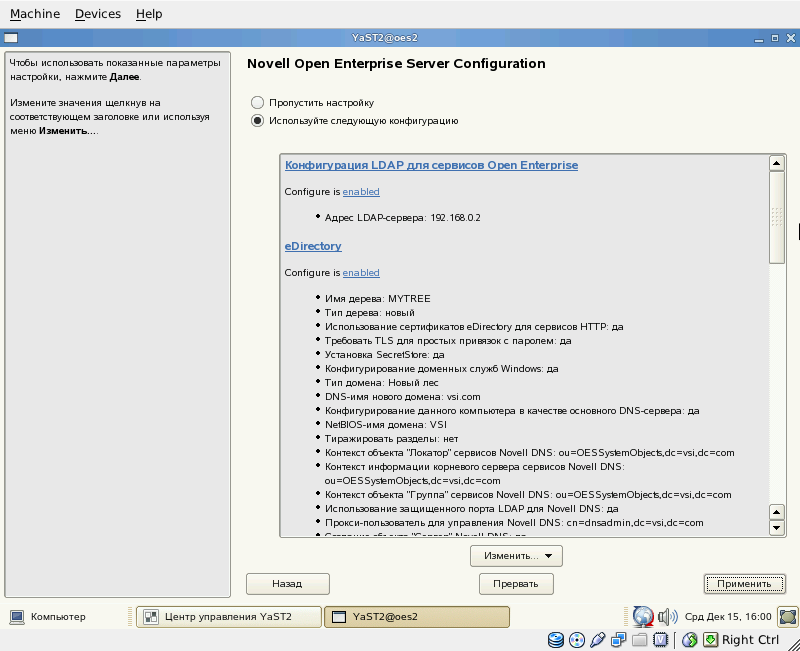 Machine Devices Help
YaST2@oes2
Чтобы использовать показанные параметры
настройки, нажмите Далее.
Измените значения щелкнув на
соответствующем заголовке или используя
меню Изменить....
Novell Open Enterprise Server Configuration
Пропустить настройку
Используйте следующую конфигурацию
Конфигурация LDAP для сервисов Open Enterprise
Configure is enabled
Адрес LDAP-сервера: 192.168.0.2
eDirectory
Configure is enabled
Имя дерева: MYTREE
Тип дерева: новый
Использование сертификатов eDirectory для сервисов HTTP: да
Требовать TLS для простых привязок с паролем: да
Установка SecretStore: да
Конфигурирование доменных служб Windows: да
Тип домена: Новый лес
DNS-имя нового домена: vsi.com
Конфигурирование данного компьютера в качестве основного DNS-сервера: да
NetBIOS-имя домена: VSI
Тиражировать разделы: нет
Контекст объекта "Локатор" сервисов Novell DNS: ou=OESSystemObjects,dc=vsi,dc=com
Контекст информации корневого сервера сервисов Novell DNS:
ou=OESSystemObjects,dc=vsi,dc=com
Контекст объекта "Группа" сервисов Novell DNS: ou=OESSystemObjects,dc=vsi,dc=com
Использование защищенного порта LDAP для Novell DNS: да
Прокси-пользователь для управления Novell DNS: cn=dnsadmin,dc=vsi,dc=com
Изменить...
Назад Прервать Применить
Компьютер Центр управления YaST2 YaST2@oes2 Срд Дек 15, 16:00
Right Ctrl